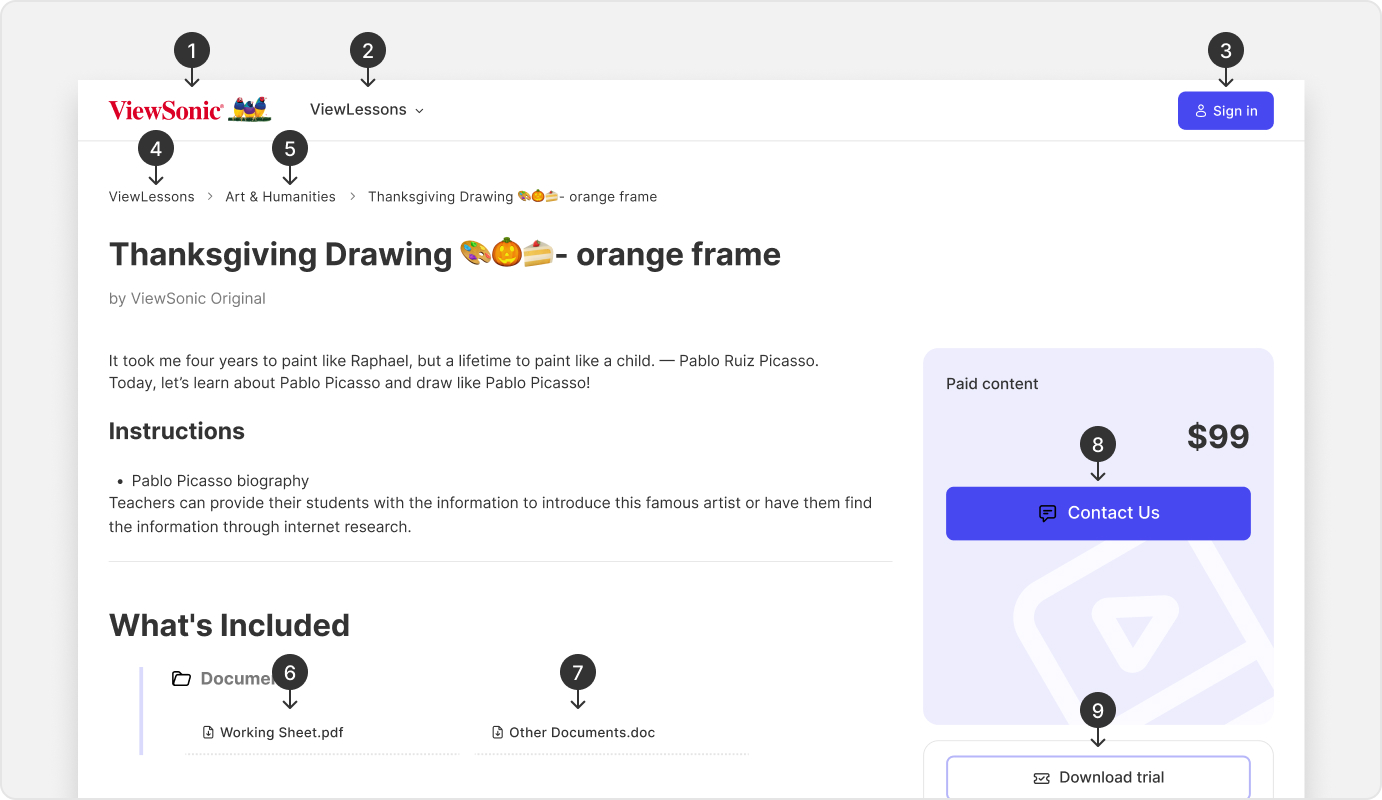 1 2 3
ViewSonic® ViewLessons Sign in
4 5
ViewLessons > Art & Humanities > Thanksgiving Drawing 🎨🎃🍰- orange frame
Thanksgiving Drawing 🎨🎃🍰- orange frame
by ViewSonic Original
It took me four years to paint like Raphael, but a lifetime to paint like a child. — Pablo Ruiz Picasso.
Today, let’s learn about Pablo Picasso and draw like Pablo Picasso!
Instructions
• Pablo Picasso biography
Teachers can provide their students with the information to introduce this famous artist or have them find
the information through internet research.
What's Included
6 7
Working Sheet.pdf Other Documents.doc
Paid content
$99
8
Contact Us
9
Download trial